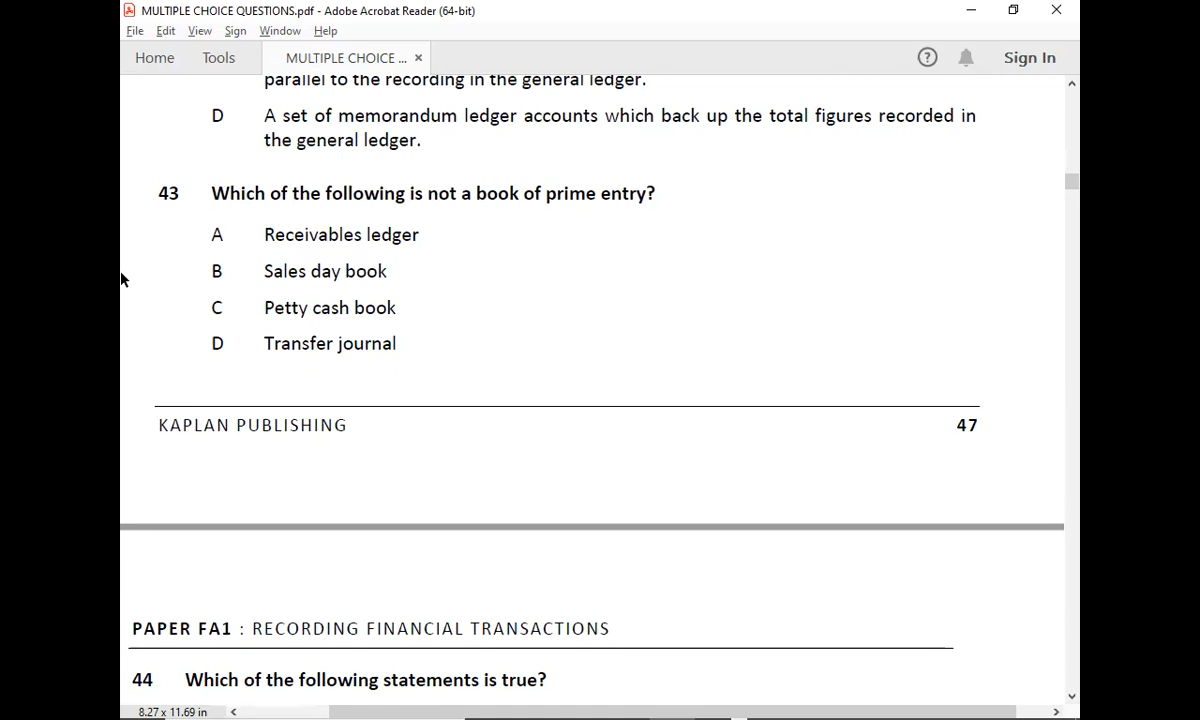 MULTIPLE CHOICE QUESTIONS.pdf - Adobe Acrobat Reader (64-bit)
File Edit View Sign Window Help
Home Tools MULTIPLE CHOICE ... × Sign In
parallel to the recording in the general ledger.
D A set of memorandum ledger accounts which back up the total figures recorded in
the general ledger.
43 Which of the following is not a book of prime entry?
A Receivables ledger
B Sales day book
C Petty cash book
D Transfer journal
KAPLAN PUBLISHING 47
PAPER FA1 : RECORDING FINANCIAL TRANSACTIONS
44 Which of the following statements is true?
8.27 x 11.69 in